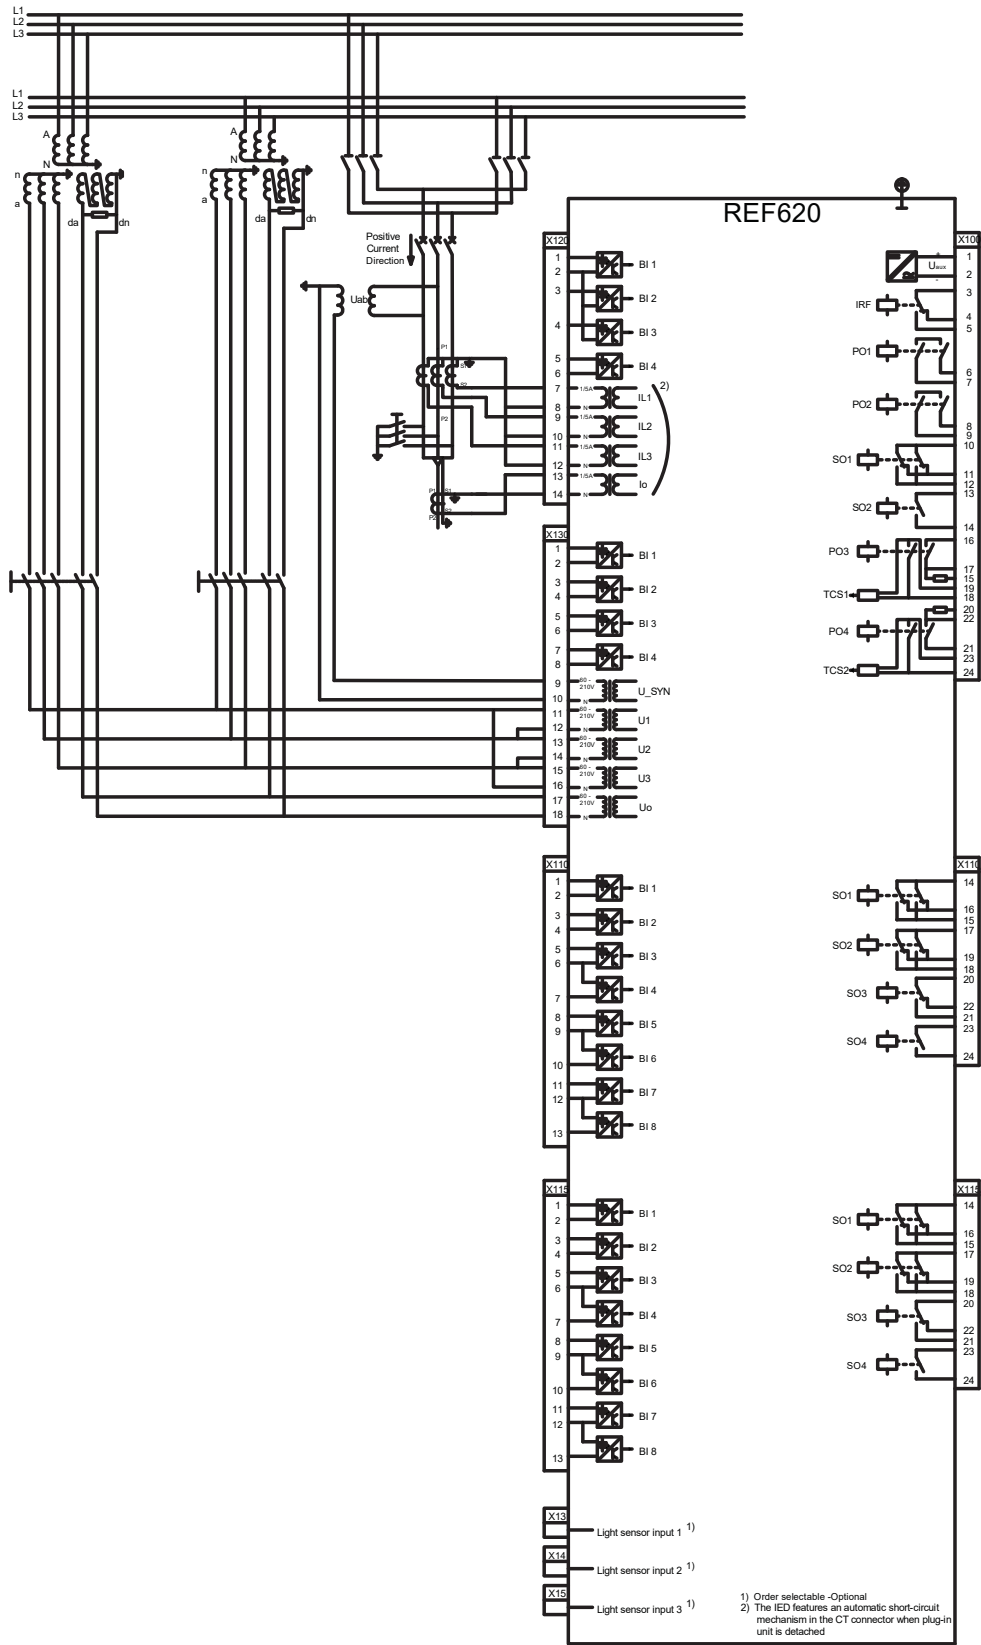 L1
L2
L3
L1
L2
L3
A
N
n
a
da
dn
A
N
n
a
da
dn
Positive
Current
Direction
Uab
P1
S1
S2
P2
P1
S1
P2
S2
REF620
X120
1
2
3
4
5
6
7
8
9
10
11
12
13
14
BI 1
BI 2
BI 3
BI 4
1/5A
N
IL1
2)
1/5A
N
IL2
1/5A
N
IL3
1/5A
N
Io
X130
1
2
3
4
5
6
7
8
9
10
11
12
13
14
15
16
17
18
BI 1
BI 2
BI 3
BI 4
60 -
210V
N
U_SYN
60 -
210V
N
U1
60 -
210V
N
U2
60 -
210V
N
U3
60 -
210V
N
Uo
X110
1
2
3
4
5
6
7
8
9
10
11
12
13
BI 1
BI 2
BI 3
BI 4
BI 5
BI 6
BI 7
BI 8
X115
1
2
3
4
5
6
7
8
9
10
11
12
13
BI 1
BI 2
BI 3
BI 4
BI 5
BI 6
BI 7
BI 8
X13
Light sensor input 1 1)
X14
Light sensor input 2 1)
X15
Light sensor input 3 1)
X100
Uaux
+
-
1
2
3
4
5
6
7
8
9
10
11
12
13
14
16
17
15
19
18
20
22
21
23
24
IRF
PO1
PO2
SO1
SO2
PO3
TCS1
PO4
TCS2
X110
14
16
15
17
19
18
20
22
21
23
24
SO1
SO2
SO3
SO4
X115
14
16
15
17
19
18
20
22
21
23
24
SO1
SO2
SO3
SO4
1) Order selectable -Optional
2) The IED features an automatic short-circuit
mechanism in the CT connector when plug-in
unit is detached